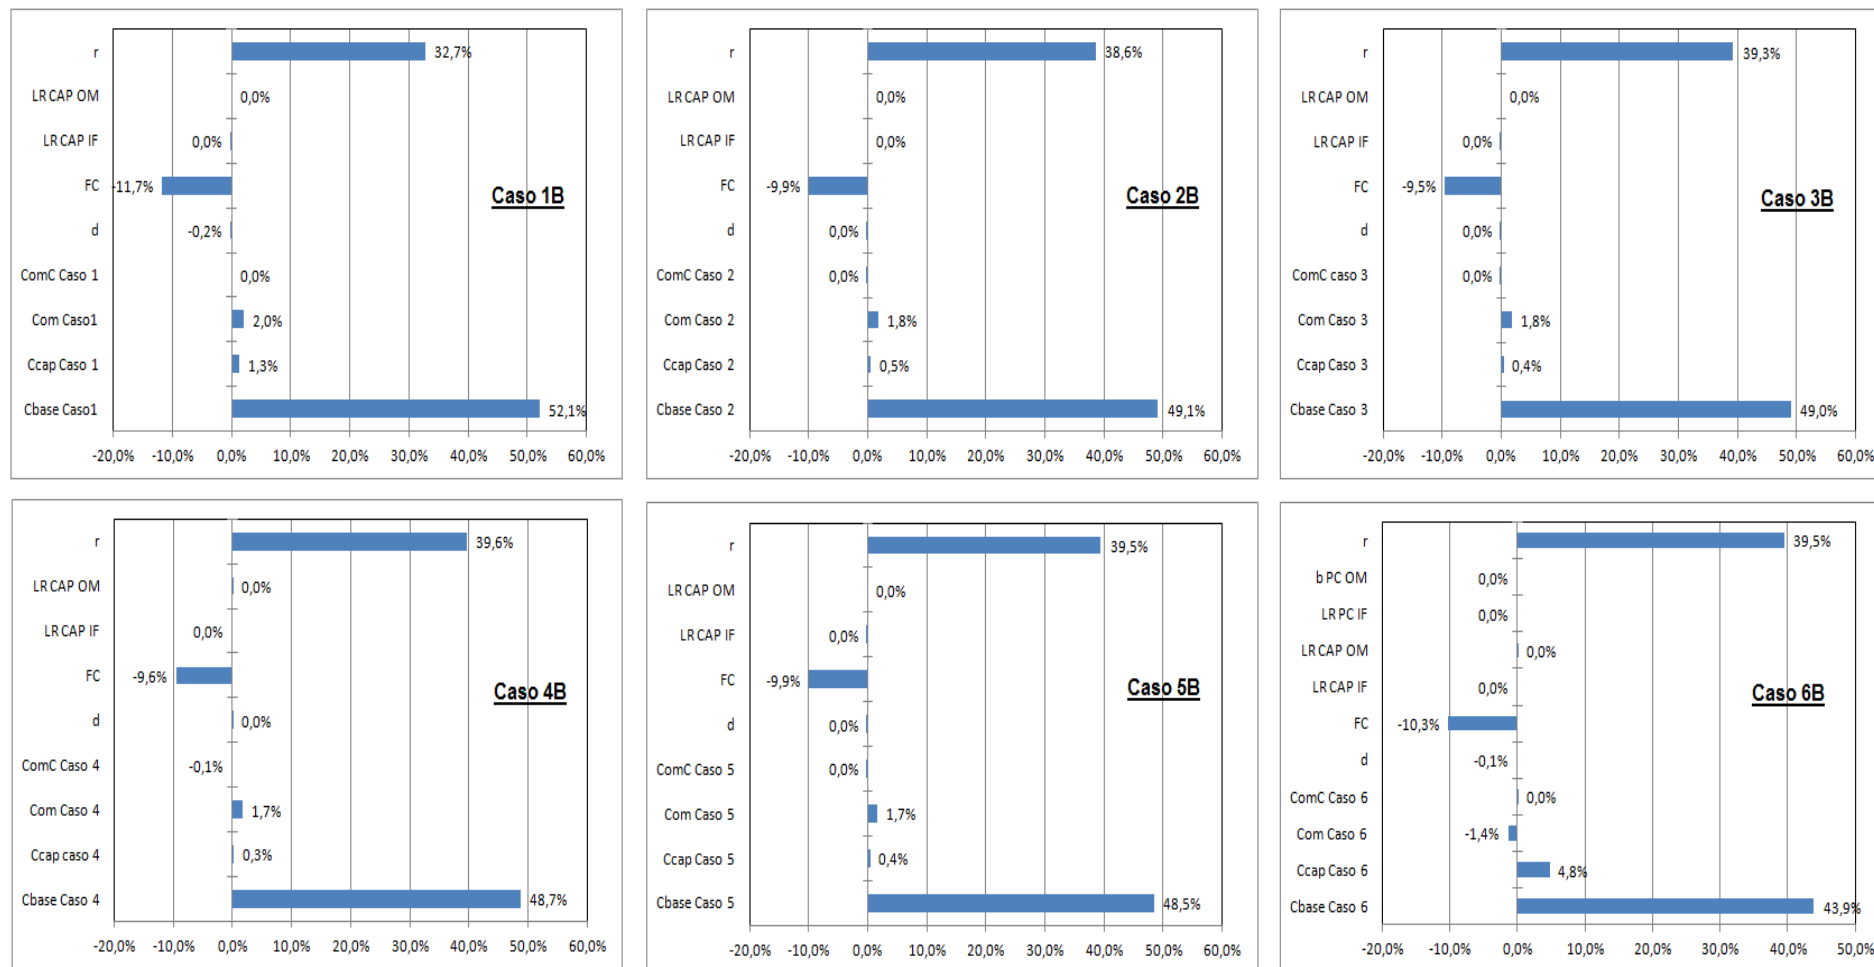 r 32,7%
LR CAP OM 0,0%
LR CAP IF 0,0%
FC -11,7%
Caso 1B
d -0,2%
ComC Caso 1 0,0%
Com Caso1 2,0%
Ccap Caso 1 1,3%
Cbase Caso1 52,1%
-20,0% -10,0% 0,0% 10,0% 20,0% 30,0% 40,0% 50,0% 60,0%
r 38,6%
LR CAP OM 0,0%
LR CAP IF 0,0%
FC -9,9%
Caso 2B
d 0,0%
ComC Caso 2 0,0%
Com Caso 2 1,8%
Ccap Caso 2 0,5%
Cbase Caso 2 49,1%
-20,0% -10,0% 0,0% 10,0% 20,0% 30,0% 40,0% 50,0% 60,0%
r 39,3%
LR CAP OM 0,0%
LR CAP IF 0,0%
FC -9,5%
Caso 3B
d 0,0%
ComC caso 3 0,0%
Com Caso 3 1,8%
Ccap Caso 3 0,4%
Cbase Caso 3 49,0%
-20,0% -10,0% 0,0% 10,0% 20,0% 30,0% 40,0% 50,0% 60,0%
r 39,6%
LR CAP OM 0,0%
LR CAP IF 0,0%
FC -9,6%
Caso 4B
d 0,0%
ComC Caso 4 -0,1%
Com Caso 4 1,7%
Ccap caso 4 0,3%
Cbase Caso 4 48,7%
-20,0% -10,0% 0,0% 10,0% 20,0% 30,0% 40,0% 50,0% 60,0%
r 39,5%
LR CAP OM 0,0%
LR CAP IF 0,0%
FC -9,9%
Caso 5B
d 0,0%
ComC Caso 5 0,0%
Com Caso 5 1,7%
Ccap Caso 5 0,4%
Cbase Caso 5 48,5%
-20,0% -10,0% 0,0% 10,0% 20,0% 30,0% 40,0% 50,0% 60,0%
r 39,5%
b PC OM 0,0%
LR PC IF 0,0%
LR CAP OM 0,0%
LR CAP IF 0,0%
Caso 6B
FC -10,3%
d -0,1%
ComC Caso 6 0,0%
Com Caso 6 -1,4%
Ccap Caso 6 4,8%
Cbase Caso 6 43,9%
-20,0% -10,0% 0,0% 10,0% 20,0% 30,0% 40,0% 50,0%